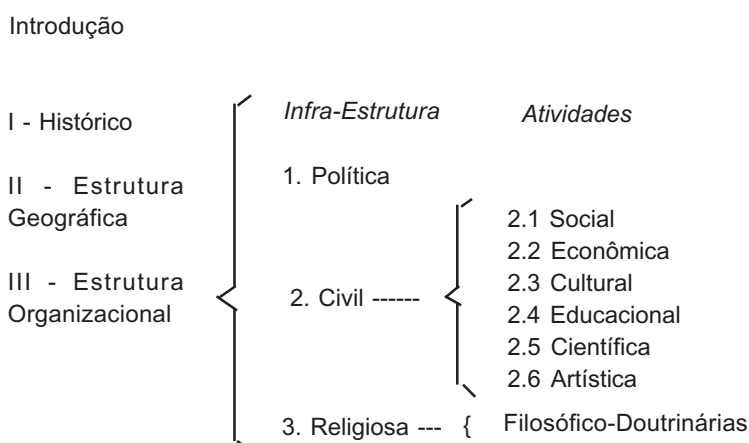 Introdução
I - Histórico
II - Estrutura
Geográfica
III - Estrutura
Organizacional
Infra-Estrutura
Atividades
1. Política
2. Civil ------
2.1 Social
2.2 Econômica
2.3 Cultural
2.4 Educacional
2.5 Científica
2.6 Artística
3. Religiosa --- { Filosófico-Doutrinárias